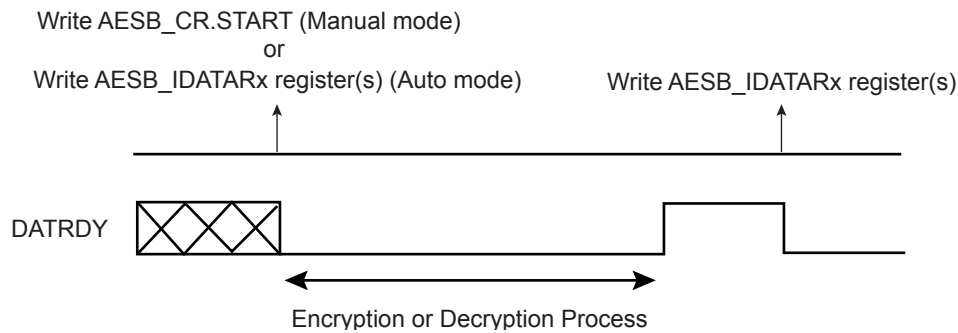 Write AESB_CR.START (Manual mode)
or
Write AESB_IDATARx register(s) (Auto mode)
Write AESB_IDATARx register(s)
DATRDY
Encryption or Decryption Process